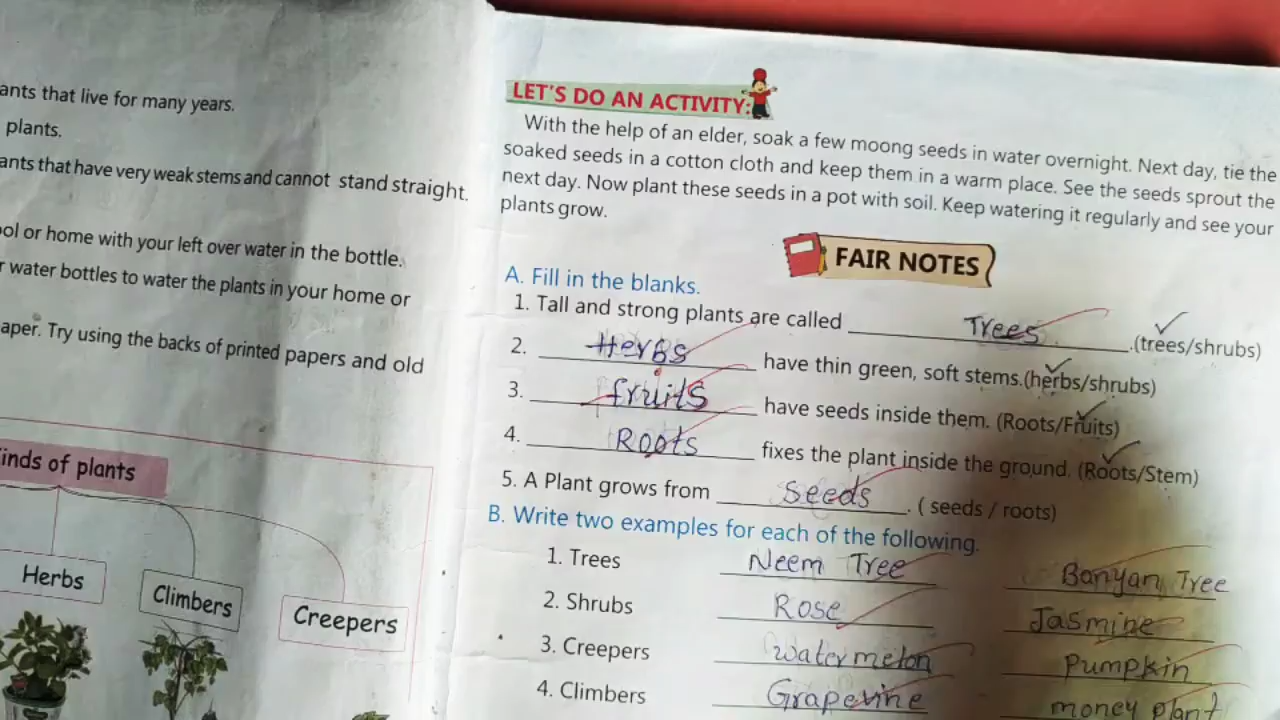 ants that live for many years.
plants.
ants that have very weak stems and cannot stand straight.
ool or home with your left over water in the bottle.
r water bottles to water the plants in your home or
aper. Try using the backs of printed papers and old
inds of plants
Herbs
Climbers
Creepers
LET'S DO AN ACTIVITY:
With the help of an elder, soak a few moong seeds in water overnight. Next day, tie the
soaked seeds in a cotton cloth and keep them in a warm place. See the seeds sprout the
next day. Now plant these seeds in a pot with soil. Keep watering it regularly and see your
plants grow.
FAIR NOTES
A. Fill in the blanks.
1. Tall and strong plants are called Trees .(trees/shrubs)
2. Herbs have thin green, soft stems.(herbs/shrubs)
3. fruits have seeds inside them. (Roots/Fruits)
4. Roots fixes the plant inside the ground. (Roots/Stem)
5. A Plant grows from seeds . ( seeds / roots)
B. Write two examples for each of the following.
1. Trees Neem Tree Banyan Tree
2. Shrubs Rose Jasmine
3. Creepers watermelon Pumpkin
4. Climbers Grapevine money plant